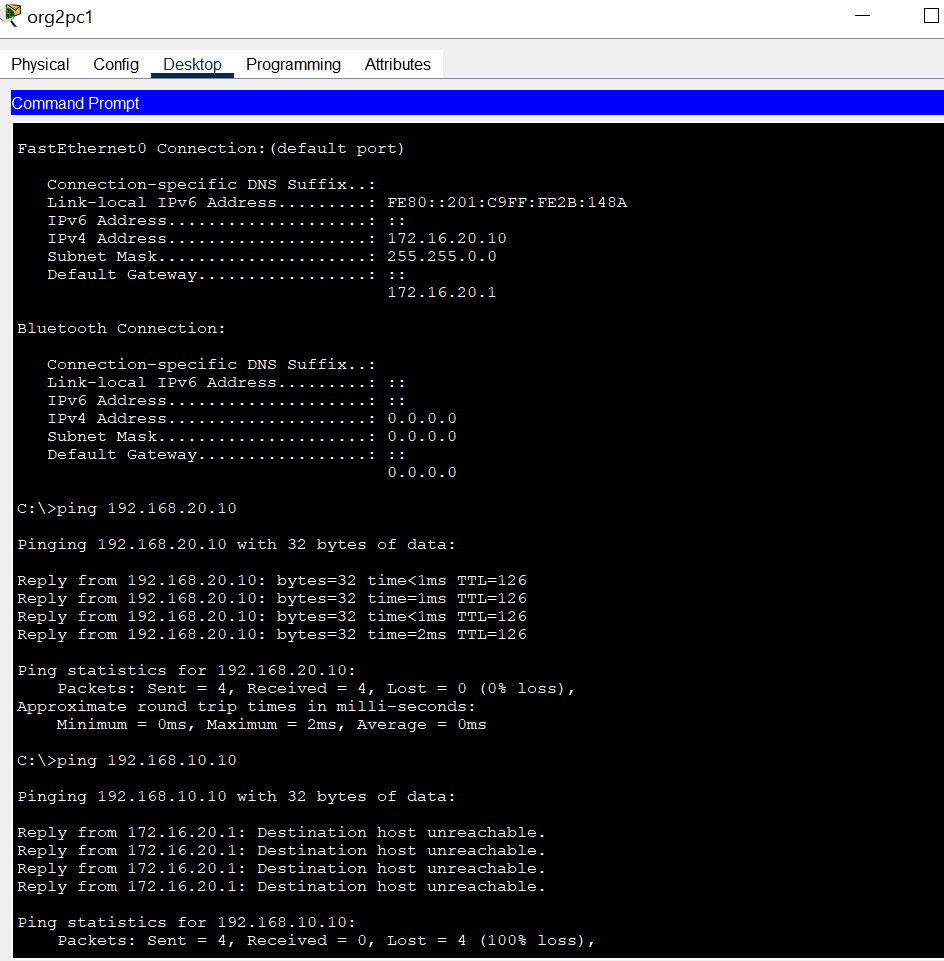 org2pc1
Physical Config Desktop Programming Attributes
Command Prompt
FastEthernet0 Connection:(default port)
Connection-specific DNS Suffix..:
Link-local IPv6 Address.........: FE80::201:C9FF:FE2B:148A
IPv6 Address....................: ::
IPv4 Address....................: 172.16.20.10
Subnet Mask.....................: 255.255.0.0
Default Gateway.................: ::
172.16.20.1
Bluetooth Connection:
Connection-specific DNS Suffix..:
Link-local IPv6 Address.........: ::
IPv6 Address....................: ::
IPv4 Address....................: 0.0.0.0
Subnet Mask.....................: 0.0.0.0
Default Gateway.................: ::
0.0.0.0
C:\>ping 192.168.20.10
Pinging 192.168.20.10 with 32 bytes of data:
Reply from 192.168.20.10: bytes=32 time<1ms TTL=126
Reply from 192.168.20.10: bytes=32 time=1ms TTL=126
Reply from 192.168.20.10: bytes=32 time<1ms TTL=126
Reply from 192.168.20.10: bytes=32 time=2ms TTL=126
Ping statistics for 192.168.20.10:
Packets: Sent = 4, Received = 4, Lost = 0 (0% loss),
Approximate round trip times in milli-seconds:
Minimum = 0ms, Maximum = 2ms, Average = 0ms
C:\>ping 192.168.10.10
Pinging 192.168.10.10 with 32 bytes of data:
Reply from 172.16.20.1: Destination host unreachable.
Reply from 172.16.20.1: Destination host unreachable.
Reply from 172.16.20.1: Destination host unreachable.
Reply from 172.16.20.1: Destination host unreachable.
Ping statistics for 192.168.10.10:
Packets: Sent = 4, Received = 0, Lost = 4 (100% loss),